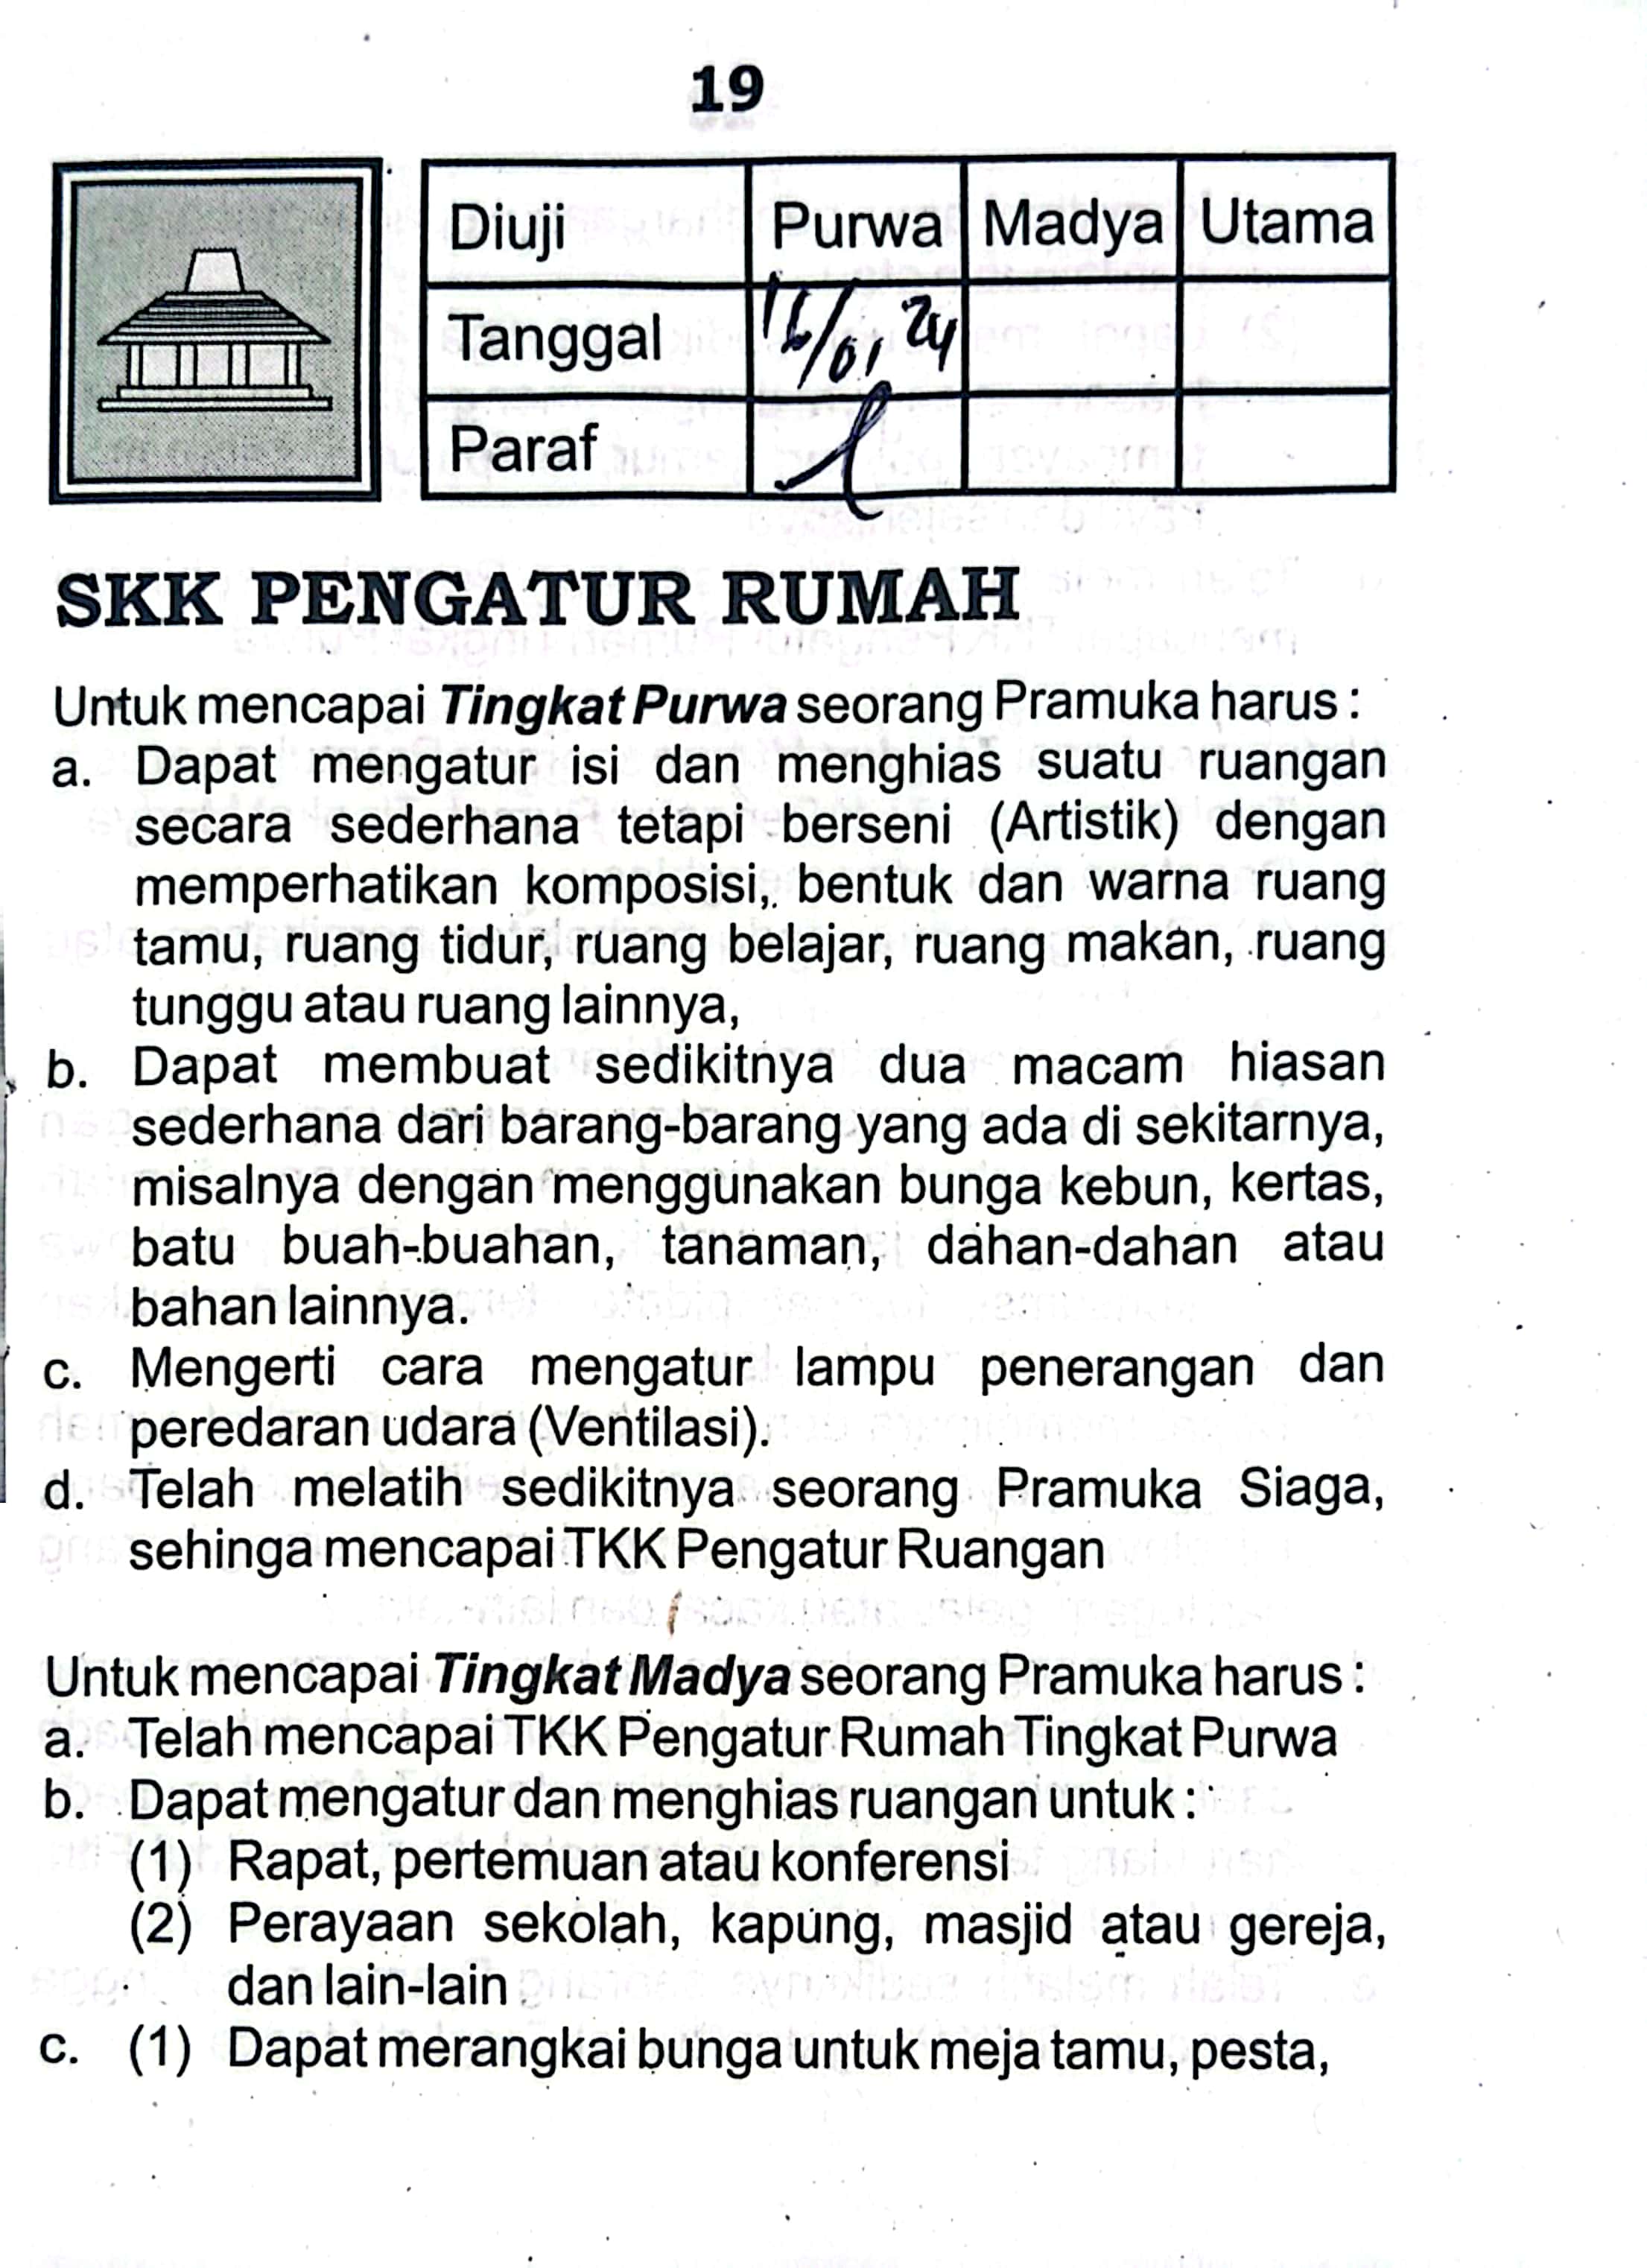 19
Diuji Purwa Madya Utama
Tanggal 16/01 24
Paraf
SKK PENGATUR RUMAH
Untuk mencapai Tingkat Purwa seorang Pramuka harus :
a. Dapat mengatur isi dan menghias suatu ruangan
secara sederhana tetapi berseni (Artistik) dengan
memperhatikan komposisi, bentuk dan warna ruang
tamu, ruang tidur, ruang belajar, ruang makan, ruang
tunggu atau ruang lainnya,
b. Dapat membuat sedikitnya dua macam hiasan
sederhana dari barang-barang yang ada di sekitarnya,
misalnya dengan menggunakan bunga kebun, kertas,
batu buah-buahan, tanaman, dahan-dahan atau
bahan lainnya.
c. Mengerti cara mengatur lampu penerangan dan
peredaran udara (Ventilasi).
d. Telah melatih sedikitnya seorang Pramuka Siaga,
sehinga mencapai TKK Pengatur Ruangan
Untuk mencapai Tingkat Madya seorang Pramuka harus :
a. Telah mencapai TKK Pengatur Rumah Tingkat Purwa
b. Dapat mengatur dan menghias ruangan untuk :
(1) Rapat, pertemuan atau konferensi
(2) Perayaan sekolah, kapung, masjid atau gereja,
dan lain-lain
c. (1) Dapat merangkai bunga untuk meja tamu, pesta,